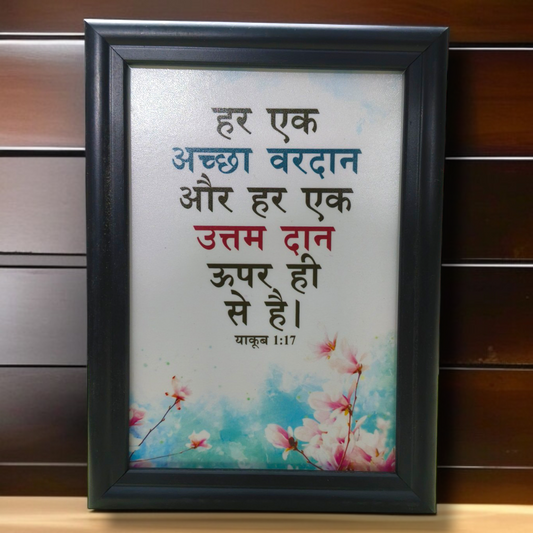 हर एक
अच्छा वरदान
और हर एक
उत्तम दान
ऊपर ही
से है।
याकूब 1:17